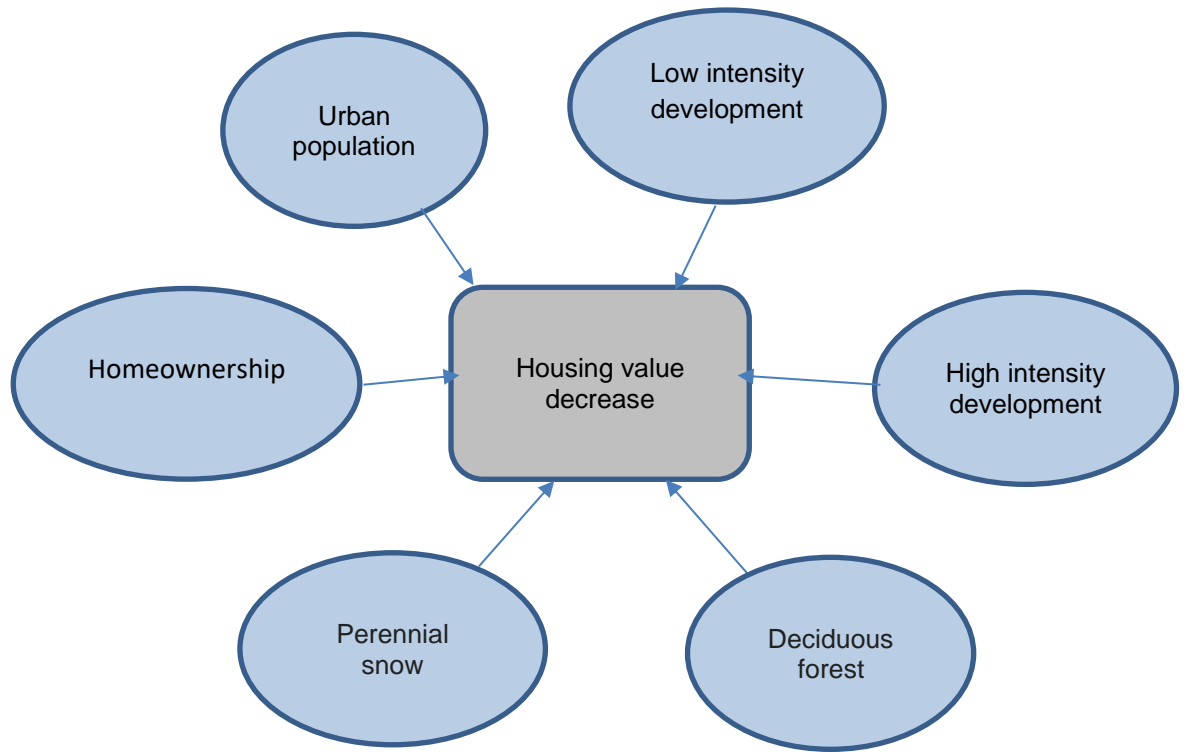 Low intensity
development
Urban
population
Homeownership
Housing value
decrease
High intensity
development
Perennial
snow
Deciduous
forest